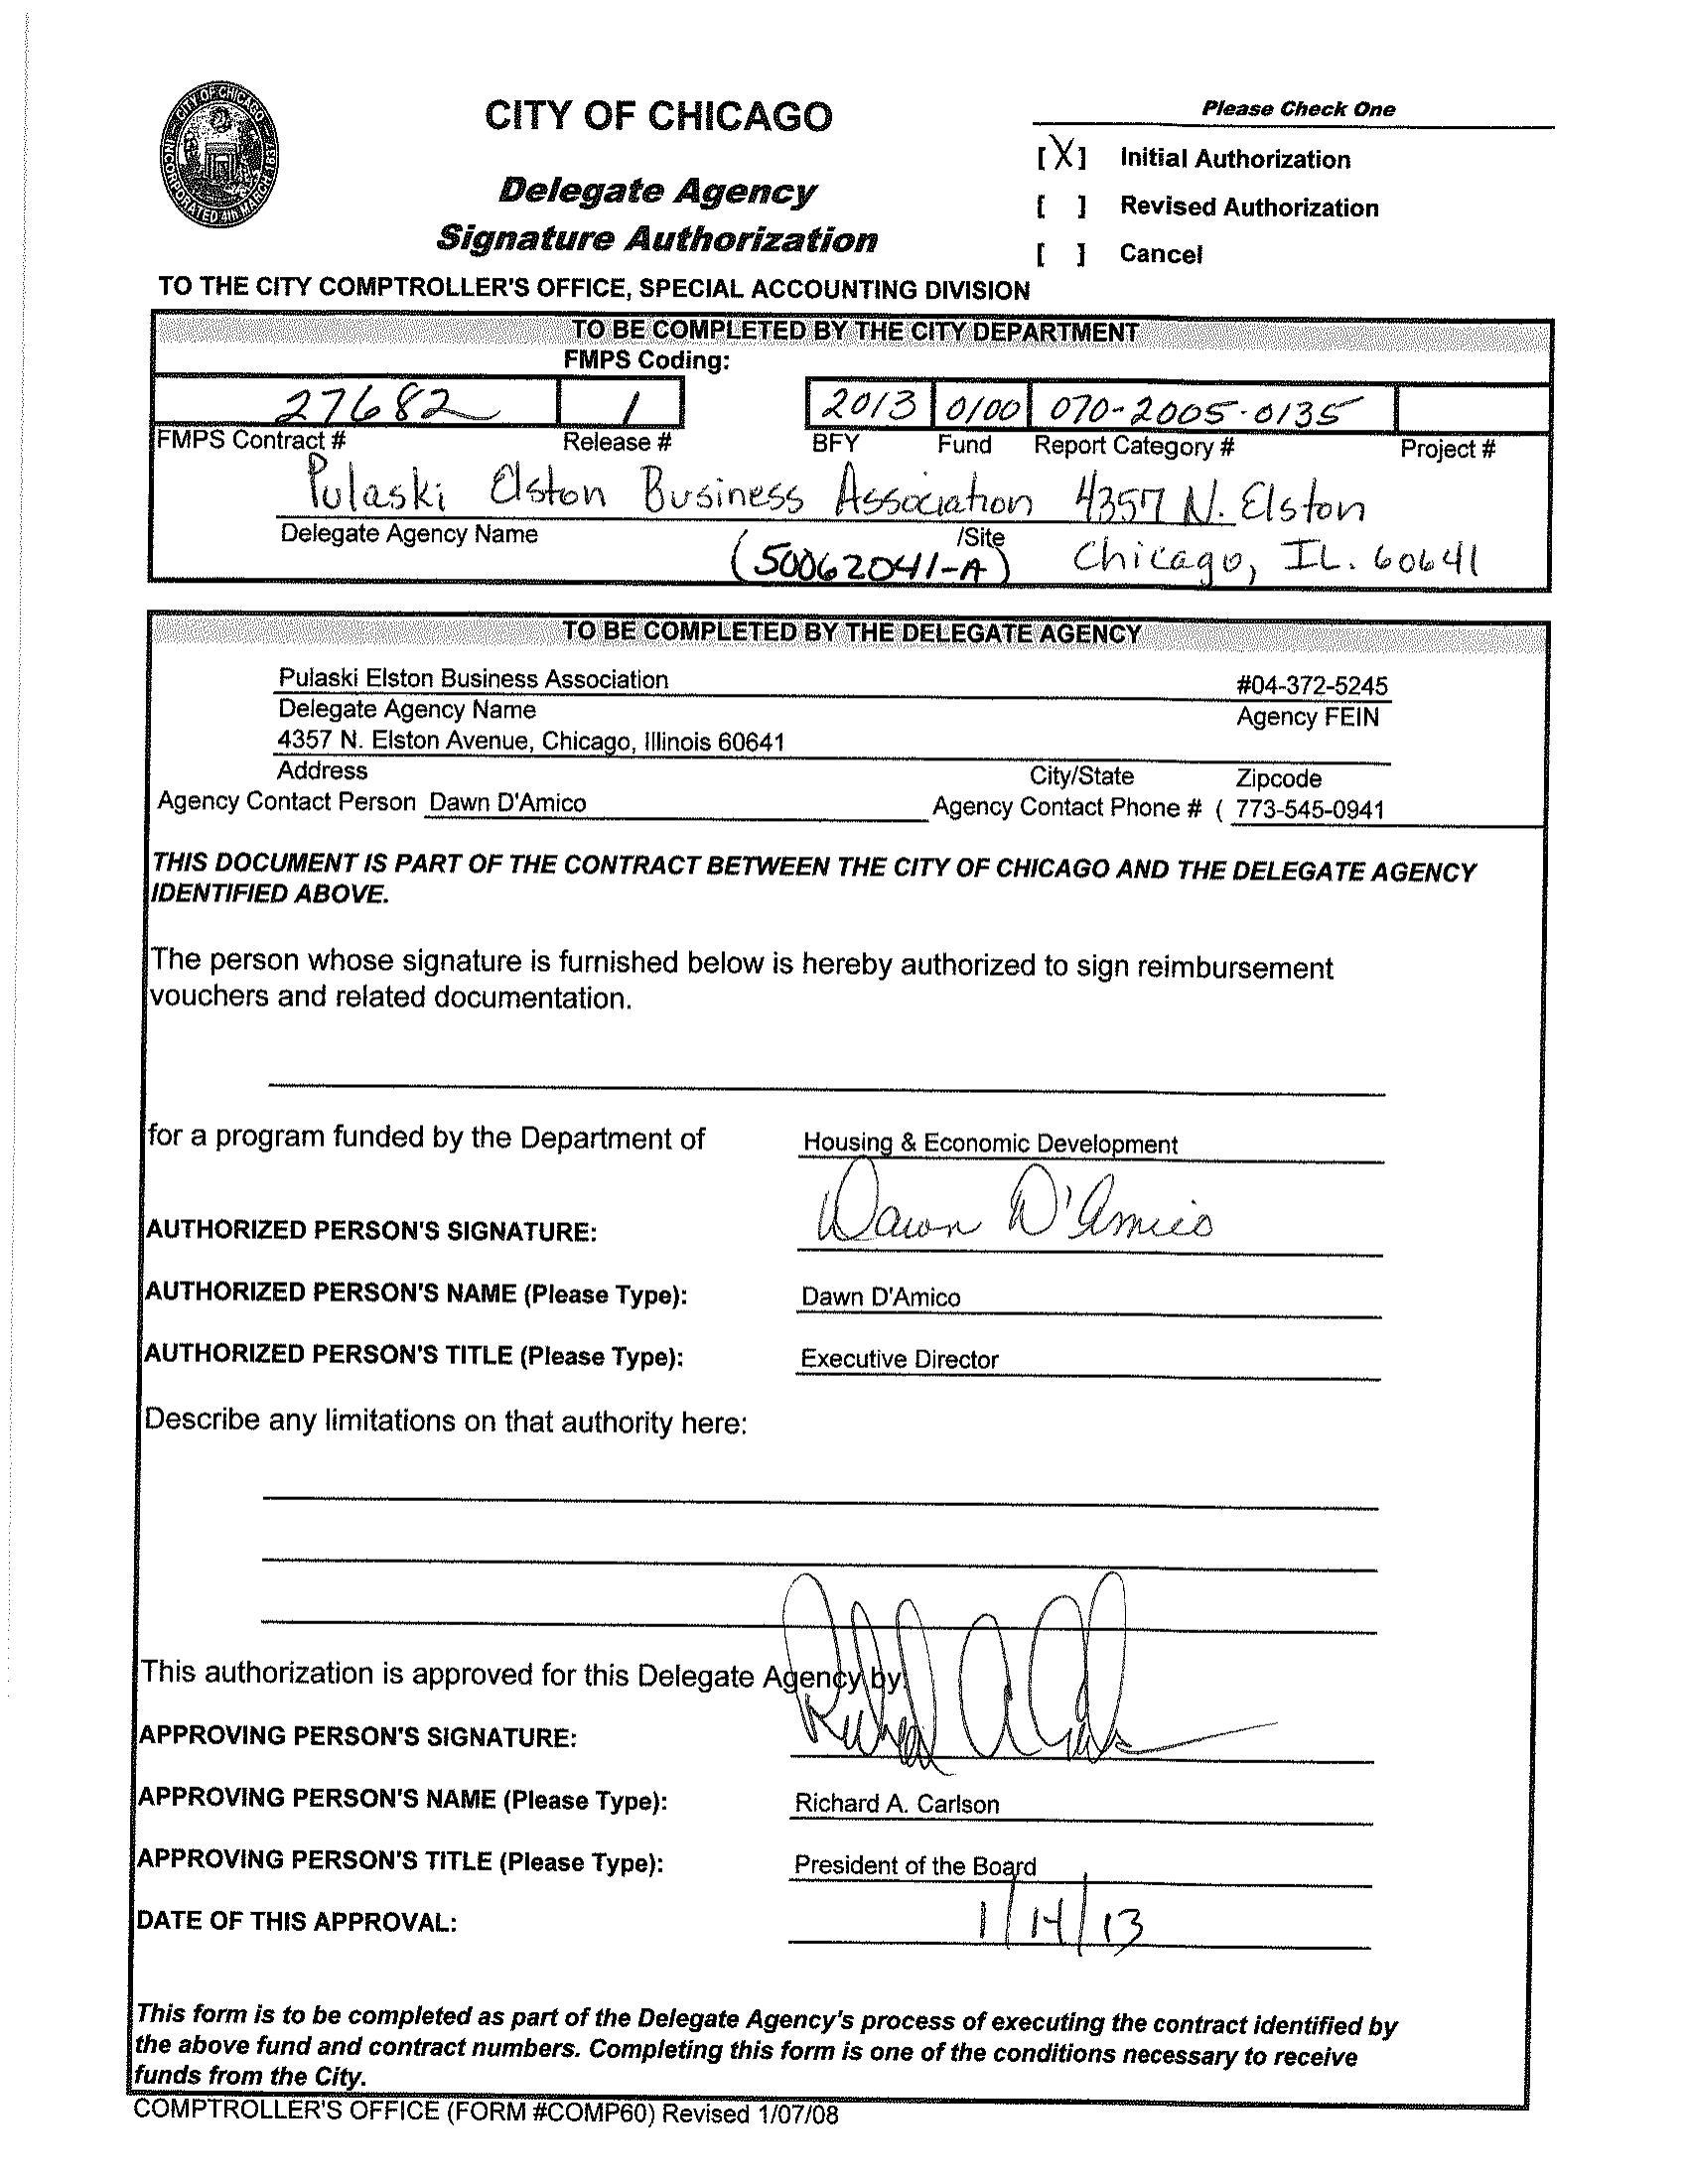 CITY OF CHICAGO
INCORPORATED 4th MARCH 1837
CITY OF CHICAGO
Delegate Agency
Signature Authorization
Please Check One
[X] Initial Authorization
[ ] Revised Authorization
[ ] Cancel
TO THE CITY COMPTROLLER'S OFFICE, SPECIAL ACCOUNTING DIVISION
TO BE COMPLETED BY THE CITY DEPARTMENT
FMPS Coding:
27682 1 2013 0100 070-2005-0135
FMPS Contract # Release # BFY Fund Report Category # Project #
Pulaski Elston Business Association 4357 N. Elston
Delegate Agency Name /Site
(50062041-A) Chicago, IL. 60641
TO BE COMPLETED BY THE DELEGATE AGENCY
Pulaski Elston Business Association #04-372-5245
Delegate Agency Name Agency FEIN
4357 N. Elston Avenue, Chicago, Illinois 60641
Address City/State Zipcode
Agency Contact Person Dawn D'Amico Agency Contact Phone # ( 773-545-0941
THIS DOCUMENT IS PART OF THE CONTRACT BETWEEN THE CITY OF CHICAGO AND THE DELEGATE AGENCY
IDENTIFIED ABOVE.
The person whose signature is furnished below is hereby authorized to sign reimbursement
vouchers and related documentation.
for a program funded by the Department of Housing & Economic Development
AUTHORIZED PERSON'S SIGNATURE: Dawn D'Amico
AUTHORIZED PERSON'S NAME (Please Type): Dawn D'Amico
AUTHORIZED PERSON'S TITLE (Please Type): Executive Director
Describe any limitations on that authority here:
This authorization is approved for this Delegate Agency by:
APPROVING PERSON'S SIGNATURE: Richard A Carlson
APPROVING PERSON'S NAME (Please Type): Richard A. Carlson
APPROVING PERSON'S TITLE (Please Type): President of the Board
DATE OF THIS APPROVAL: 1/14/13
This form is to be completed as part of the Delegate Agency's process of executing the contract identified by
the above fund and contract numbers. Completing this form is one of the conditions necessary to receive
funds from the City.
COMPTROLLER'S OFFICE (FORM #COMP60) Revised 1/07/08